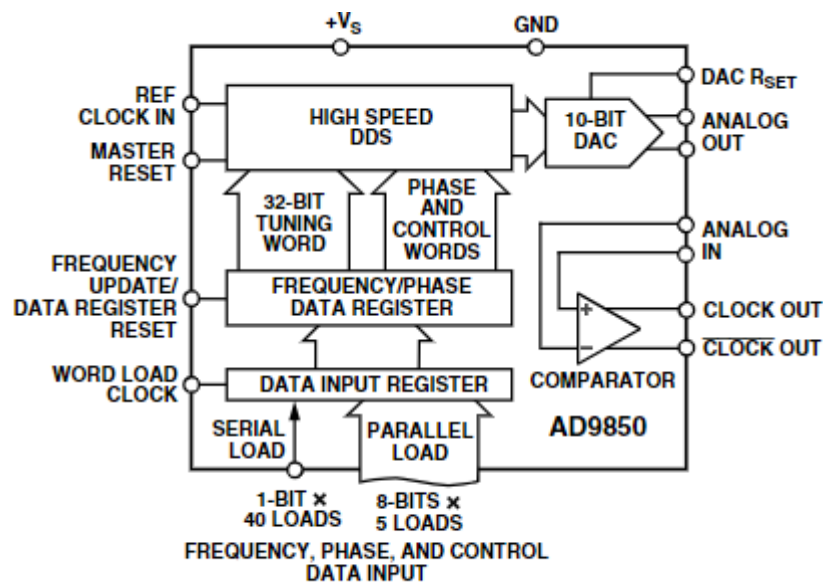 +VS
GND
REF
CLOCK IN
MASTER
RESET
FREQUENCY
UPDATE/
DATA REGISTER
RESET
WORD LOAD
CLOCK
HIGH SPEED
DDS
32-BIT
TUNING
WORD
PHASE
AND
CONTROL
WORDS
FREQUENCY/PHASE
DATA REGISTER
DATA INPUT REGISTER
SERIAL
LOAD
PARALLEL
LOAD
10-BIT
DAC
DAC RSET
ANALOG
OUT
ANALOG
IN
+
−
CLOCK OUT
CLOCK OUT
COMPARATOR
AD9850
1-BIT ×
40 LOADS
8-BITS ×
5 LOADS
FREQUENCY, PHASE, AND CONTROL
DATA INPUT